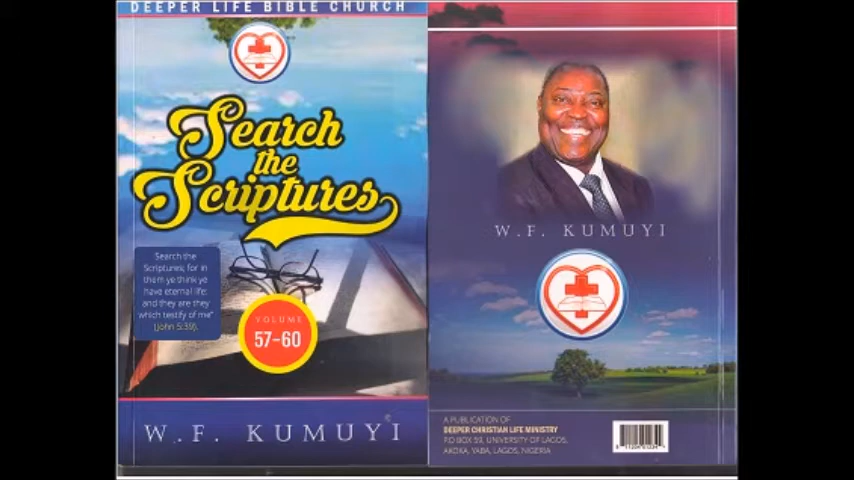 DEEPER LIFE BIBLE CHURCH
Search
the
Scriptures
Search the
Scriptures; for in
them ye think ye
have eternal life:
and they are they
which testify of me"
(John 5:39).
VOLUME
57-60
W.F. KUMUYI
W.F. KUMUYI
A PUBLICATION OF
DEEPER CHRISTIAN LIFE MINISTRY
P.O BOX 59, UNIVERSITY OF LAGOS,
AKOKA, YABA, LAGOS, NIGERIA